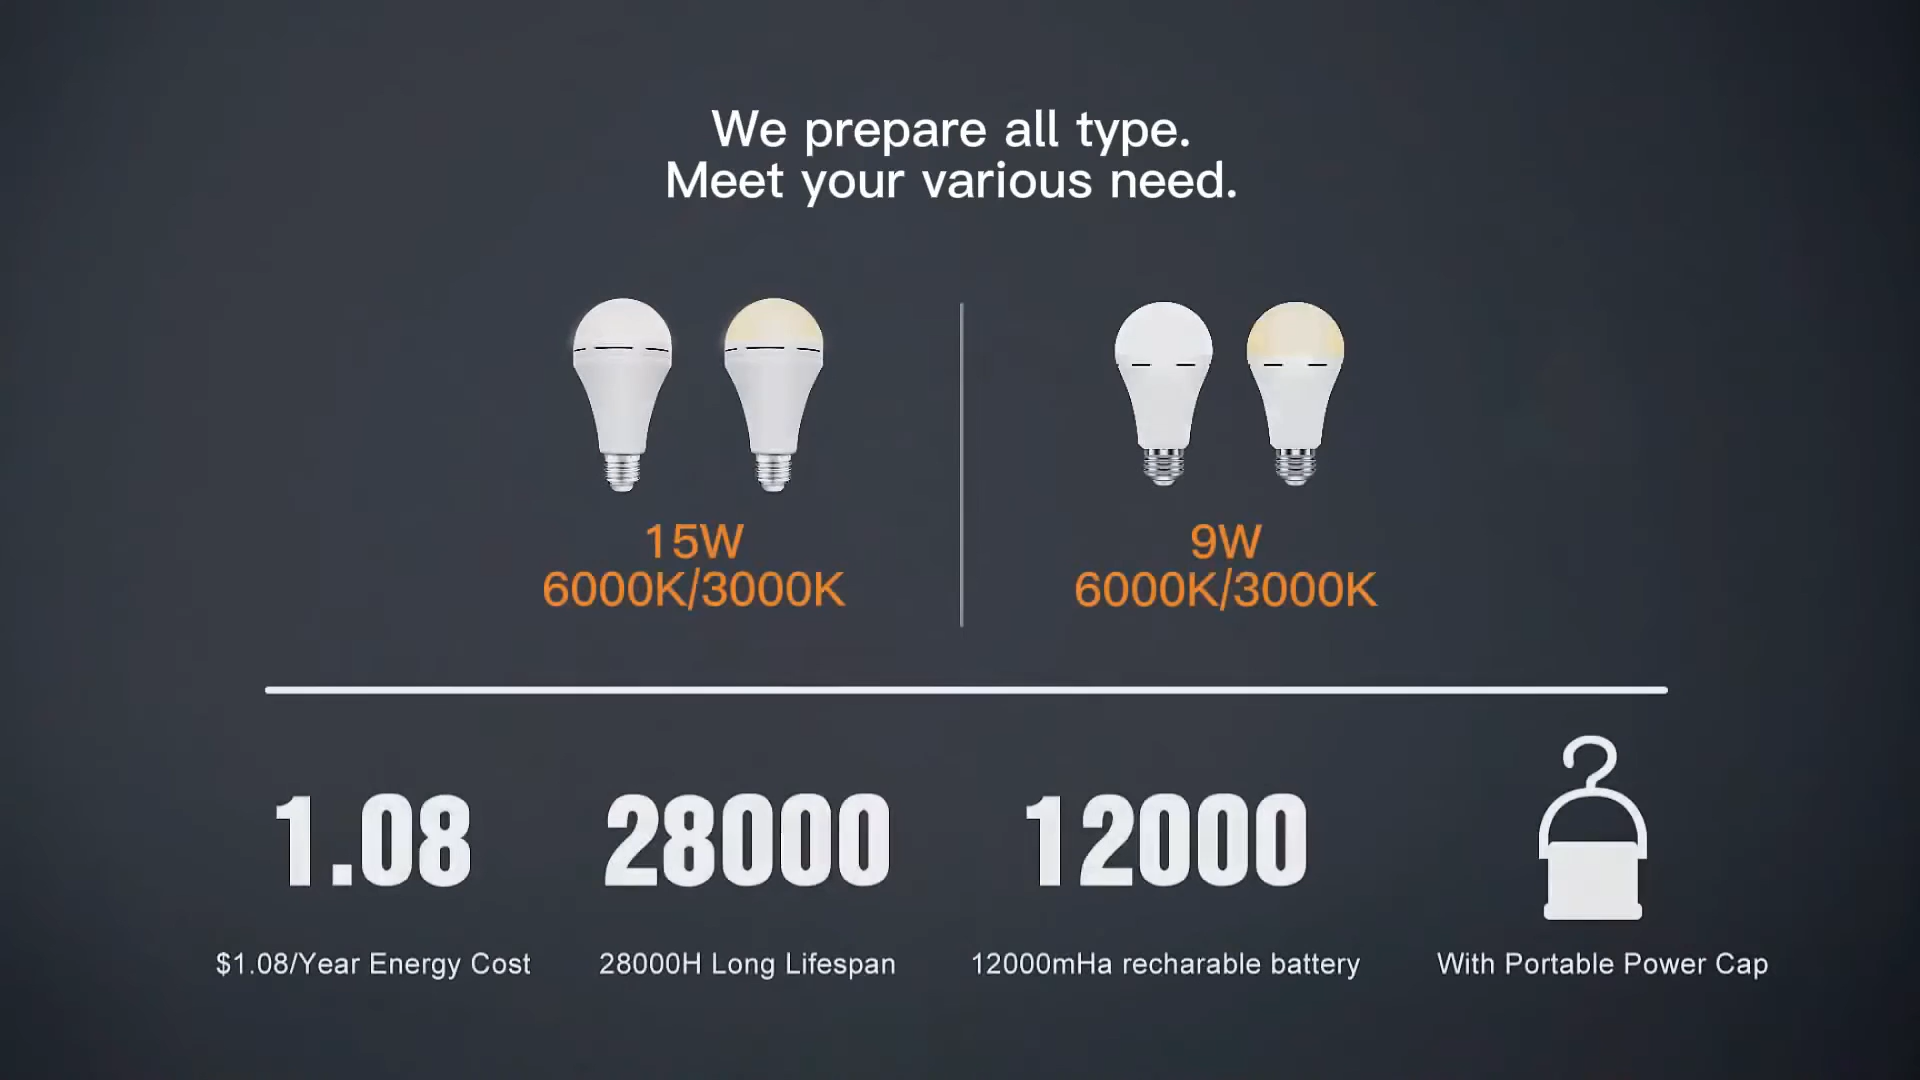 We prepare all type.
Meet your various need.
15W
6000K/3000K
9W
6000K/3000K
1.08
28000
12000
$1.08/Year Energy Cost
28000H Long Lifespan
12000mHa recharable battery
With Portable Power Cap